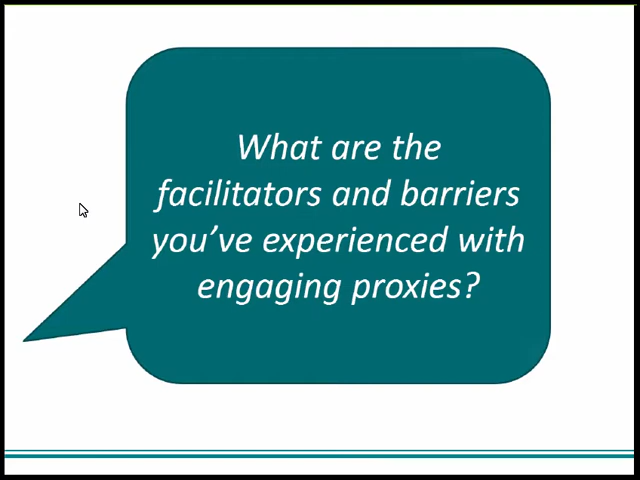 What are the
facilitators and barriers
you’ve experienced with
engaging proxies?